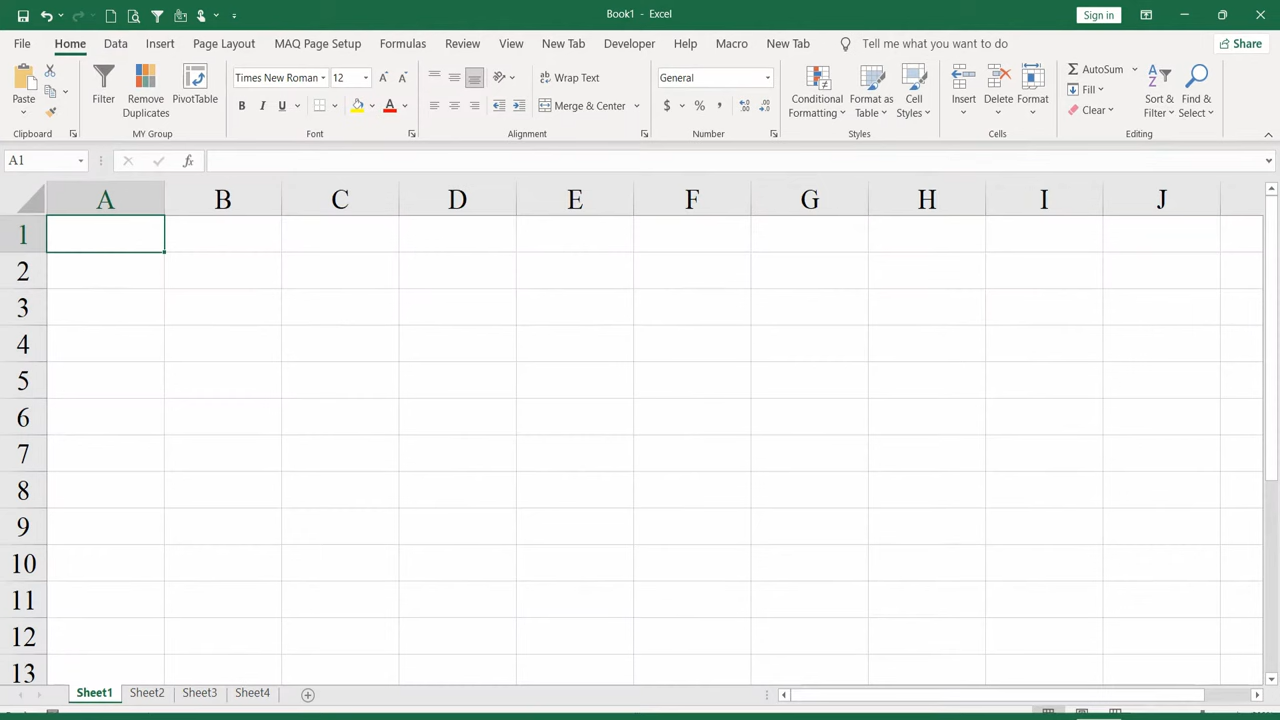 Book1 - Excel
Sign in
File Home Data Insert Page Layout MAQ Page Setup Formulas Review View New Tab Developer Help Macro New Tab Tell me what you want to do Share
Paste
Filter
Remove Duplicates
PivotTable
Times New Roman 12
B I U
Wrap Text
Merge & Center
General
$ % ,
Conditional Formatting
Format as Table
Cell Styles
Insert
Delete
Format
AutoSum
Fill
Clear
Sort & Filter
Find & Select
Clipboard MY Group Font Alignment Number Styles Cells Editing
A1 fx
A B C D E F G H I J
1
2
3
4
5
6
7
8
9
10
11
12
13
Sheet1 Sheet2 Sheet3 Sheet4